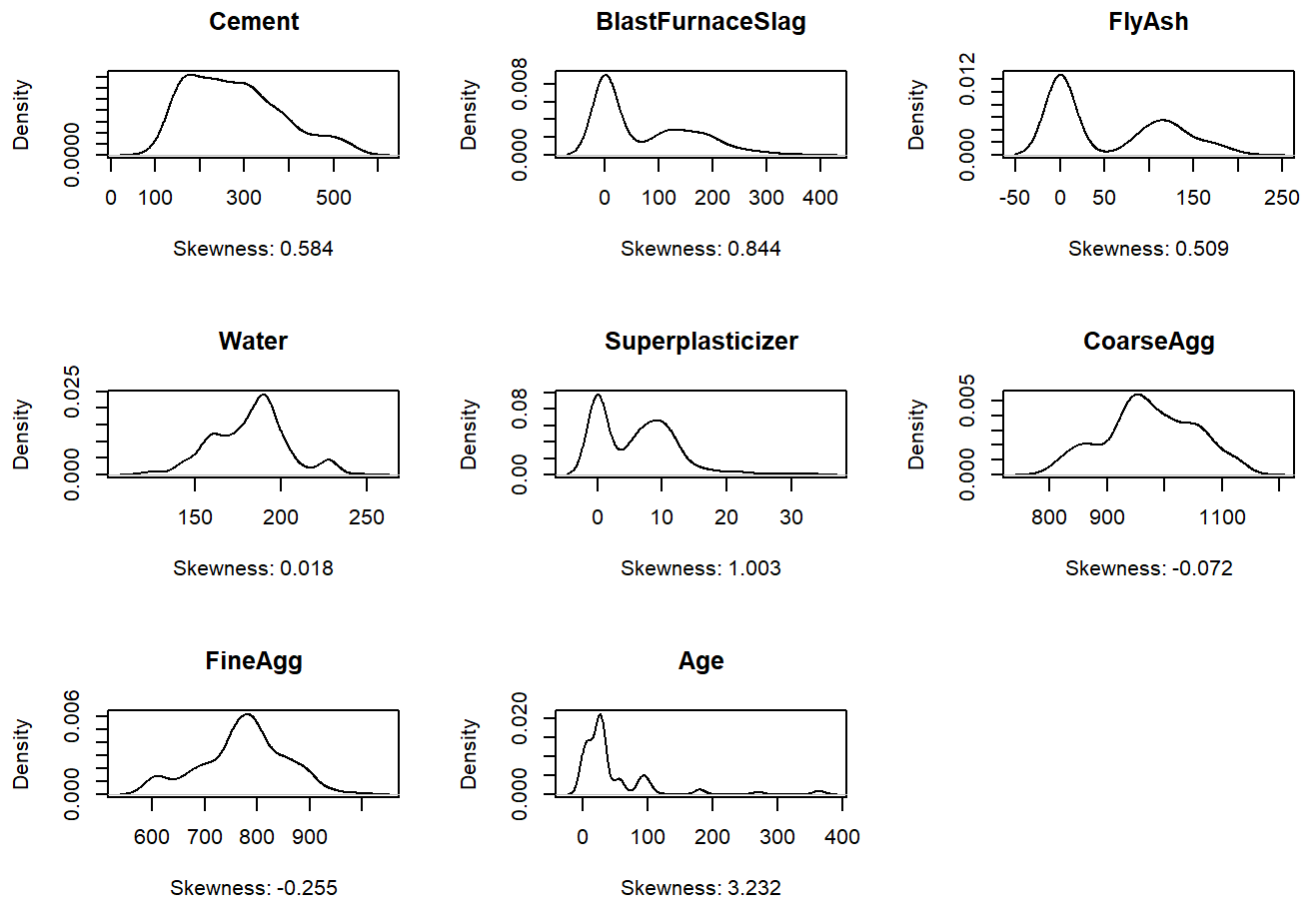 Cement
Density
0.0000
0 100 300 500
Skewness: 0.584
BlastFurnaceSlag
0.000 0.008
0 100 200 300 400
Skewness: 0.844
FlyAsh
Density
0.000 0.012
-50 0 50 150 250
Skewness: 0.509
Water
Density
0.000 0.025
150 200 250
Skewness: 0.018
Superplasticizer
Density
0.00 0.08
0 10 20 30
Skewness: 1.003
CoarseAgg
Density
0.000 0.005
800 900 1100
Skewness: -0.072
FineAgg
Density
0.000 0.006
600 700 800 900
Skewness: -0.255
Age
Density
0.000 0.020
0 100 200 300 400
Skewness: 3.232